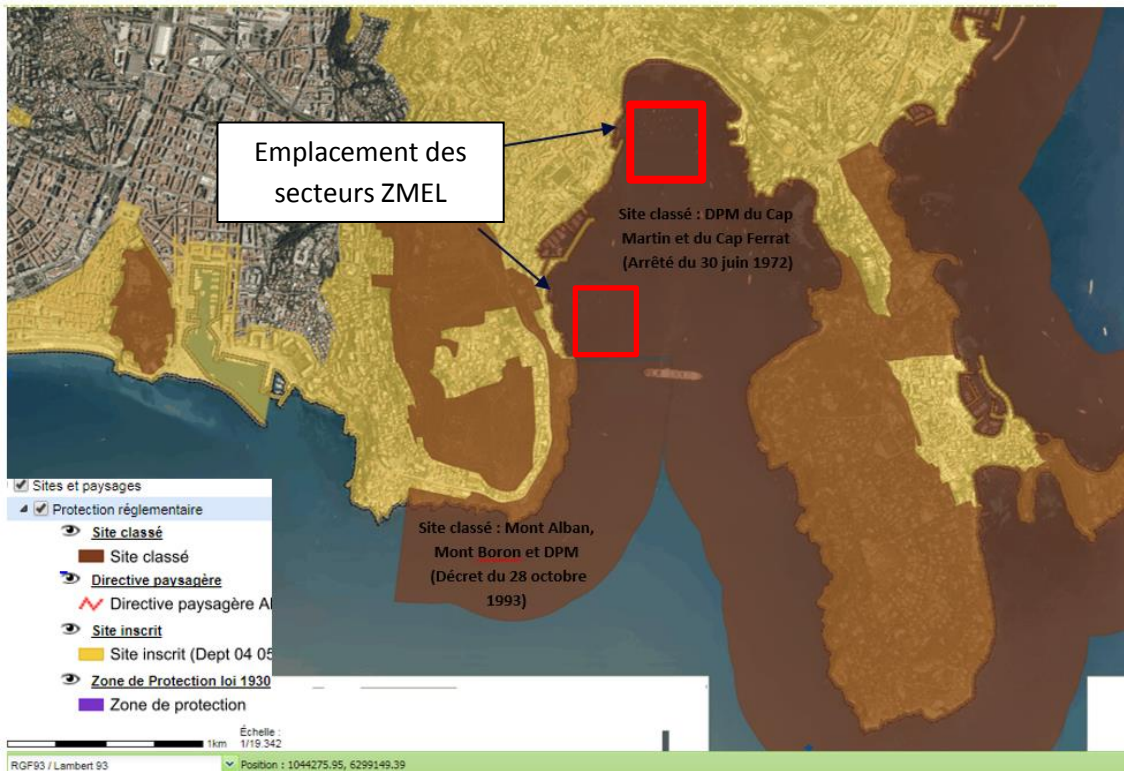 Emplacement des
secteurs ZMEL
Site classé : DPM du Cap
Martin et du Cap Ferrat
(Arrêté du 30 juin 1972)
Site classé : Mont Alban,
Mont Boron et DPM
(Décret du 28 octobre
1993)
Sites et paysages
Protection réglementaire
Site classé
Site classé
Directive paysagère
Directive paysagère Al
Site inscrit
Site inscrit (Dept 04 05
Zone de Protection loi 1930
Zone de protection
1km
Échelle :
1/19.342
RGF93 / Lambert 93
Position : 1044275.95, 6299149.39